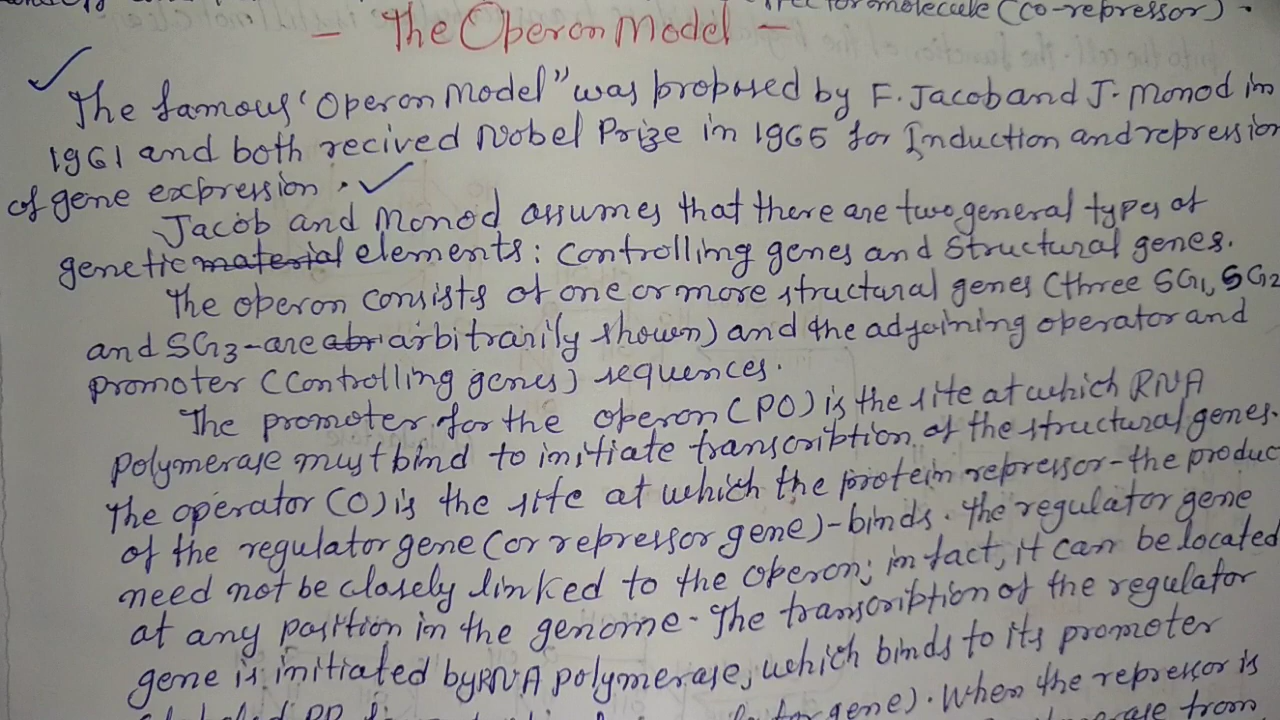 molecule (co-repressor).
- The Operon Model -
The famous 'Operon Model" was proposed by F. Jacob and J. Monod in
1961 and both recived Nobel Prize in 1965 for Induction and repression
of gene expression.
Jacob and Monod assumes that there are two general types of
genetic material elements: controlling genes and Structural genes.
The operon consists of one or more structural genes (three SG1, SG2
and SG3-are abr arbitrarily shown) and the adjoining operator and
promoter (controlling genes) sequences.
The promoter for the operon (PO) is the site at which RNA
polymerase must bind to initiate transcription of the structural genes.
The operator (O) is the site at which the protein repressor-the produc
of the regulator gene (or repressor gene)-binds. The regulator gene
need not be closely linked to the operon; in fact, it can be located
at any position in the genome. The transcription of the regulator
gene is initiated by RNA polymerase, which binds to its promoter
gene). When the repressor is
from